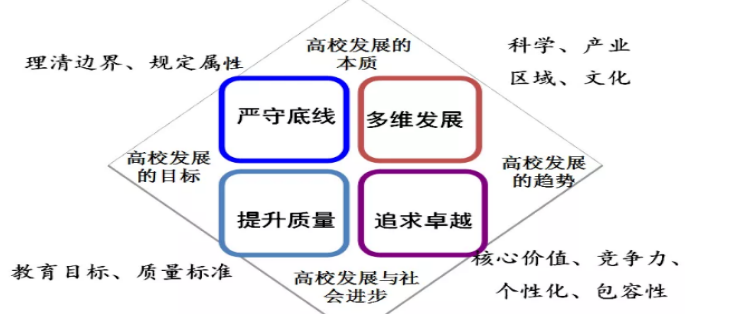 高校发展的
本质
科学、产业
区域、文化
理清边界、规定属性
严守底线
多维发展
高校发展
的目标
高校发展
的趋势
提升质量
追求卓越
教育目标、质量标准
高校发展与社
会进步
核心价值、竞争力、
个性化、包容性